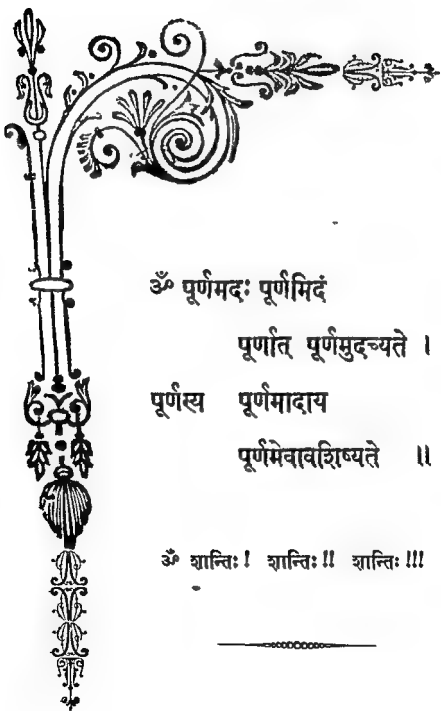 ॐ पूर्णमदः पूर्णमिदं
पूर्णात् पूर्णमुदच्यते ।
पूर्णस्य पूर्णमादाय
पूर्णमेवावशिष्यते ॥
ॐ शान्तिः ! शान्तिः !! शान्तिः !!!